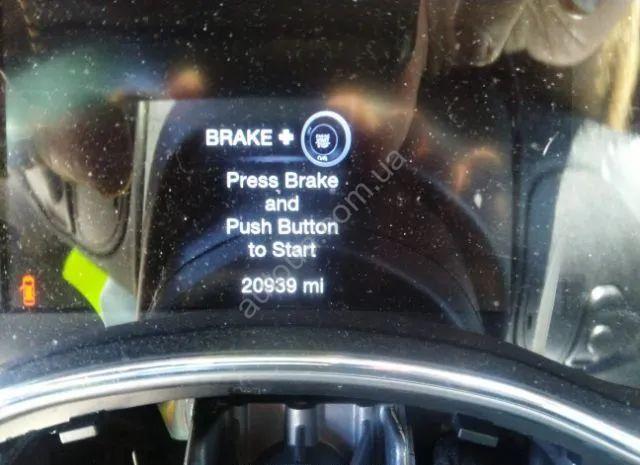 BRAKE +
Press Brake
and
Push Button
to Start
20939 mi